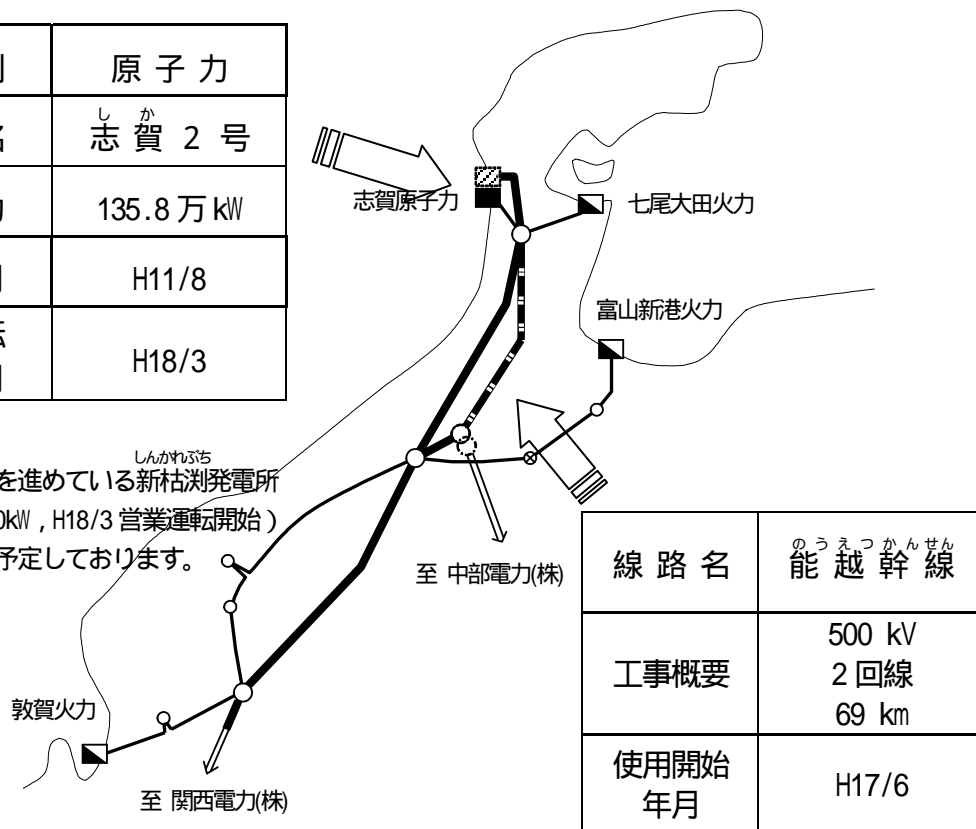 原子力
しか
志賀 2 号
135.8 万 kW
H11/8
H18/3
しんかれぶち
を進めている新枯渕発電所
0kW , H18/3 営業運転開始）
予定しております。
志賀原子力
七尾大田火力
富山新港火力
至 中部電力(株)
敦賀火力
至 関西電力(株)
線路名
のうえつかんせん
能越幹線
工事概要
500 kV
2 回線
69 km
使用開始
年月
H17/6